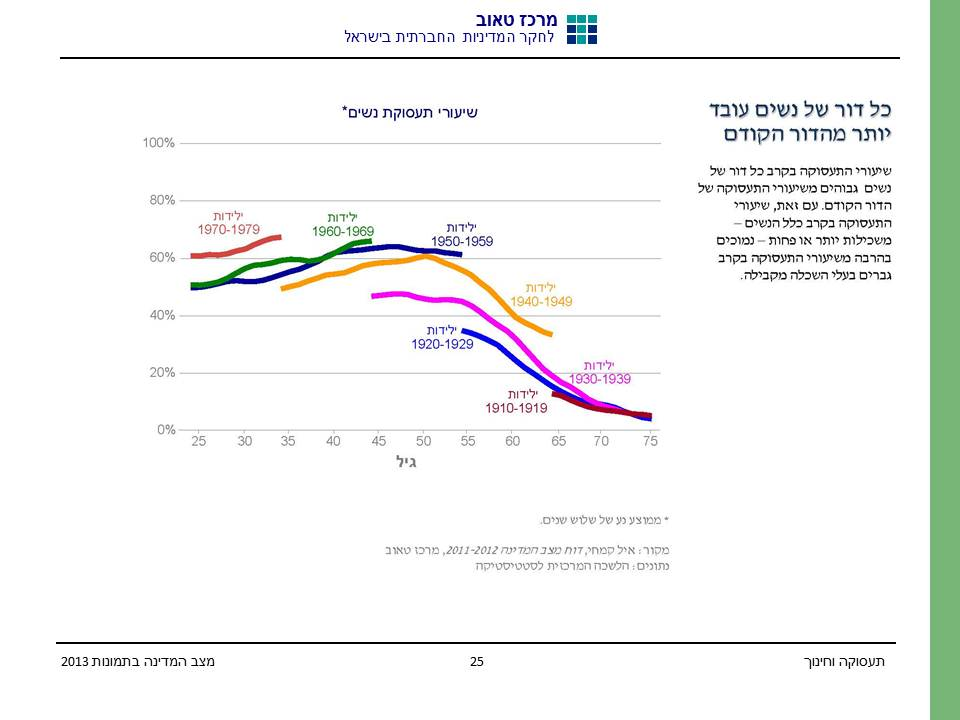 מרכז טאוב
לחקר המדיניות החברתית בישראל
כל דור של נשים עובד
יותר מהדור הקודם
שיעורי התעסוקה בקרב כל דור של
נשים גבוהים משיעורי התעסוקה של
הדור הקודם. עם זאת, שיעורי
התעסוקה בקרב כלל הנשים –
משכילות יותר או פחות – נמוכים
בהרבה משיעורי התעסוקה בקרב
גברים בעלי השכלה מקבילה.
שיעורי תעסוקת נשים*
100%
80%
60%
40%
20%
0%
ילידות
1970-1979
ילידות
1960-1969
ילידות
1950-1959
ילידות
1940-1949
ילידות
1920-1929
ילידות
1930-1939
ילידות
1910-1919
25 30 35 40 45 50 55 60 65 70 75
גיל
* ממוצע נע של שלוש שנים.
מקור: איל קמחי, דוח מצב המדינה 2011-2012, מרכז טאוב
נתונים: הלשכה המרכזית לסטטיסטיקה
תעסוקה וחינוך
25
מצב המדינה בתמונות 2013